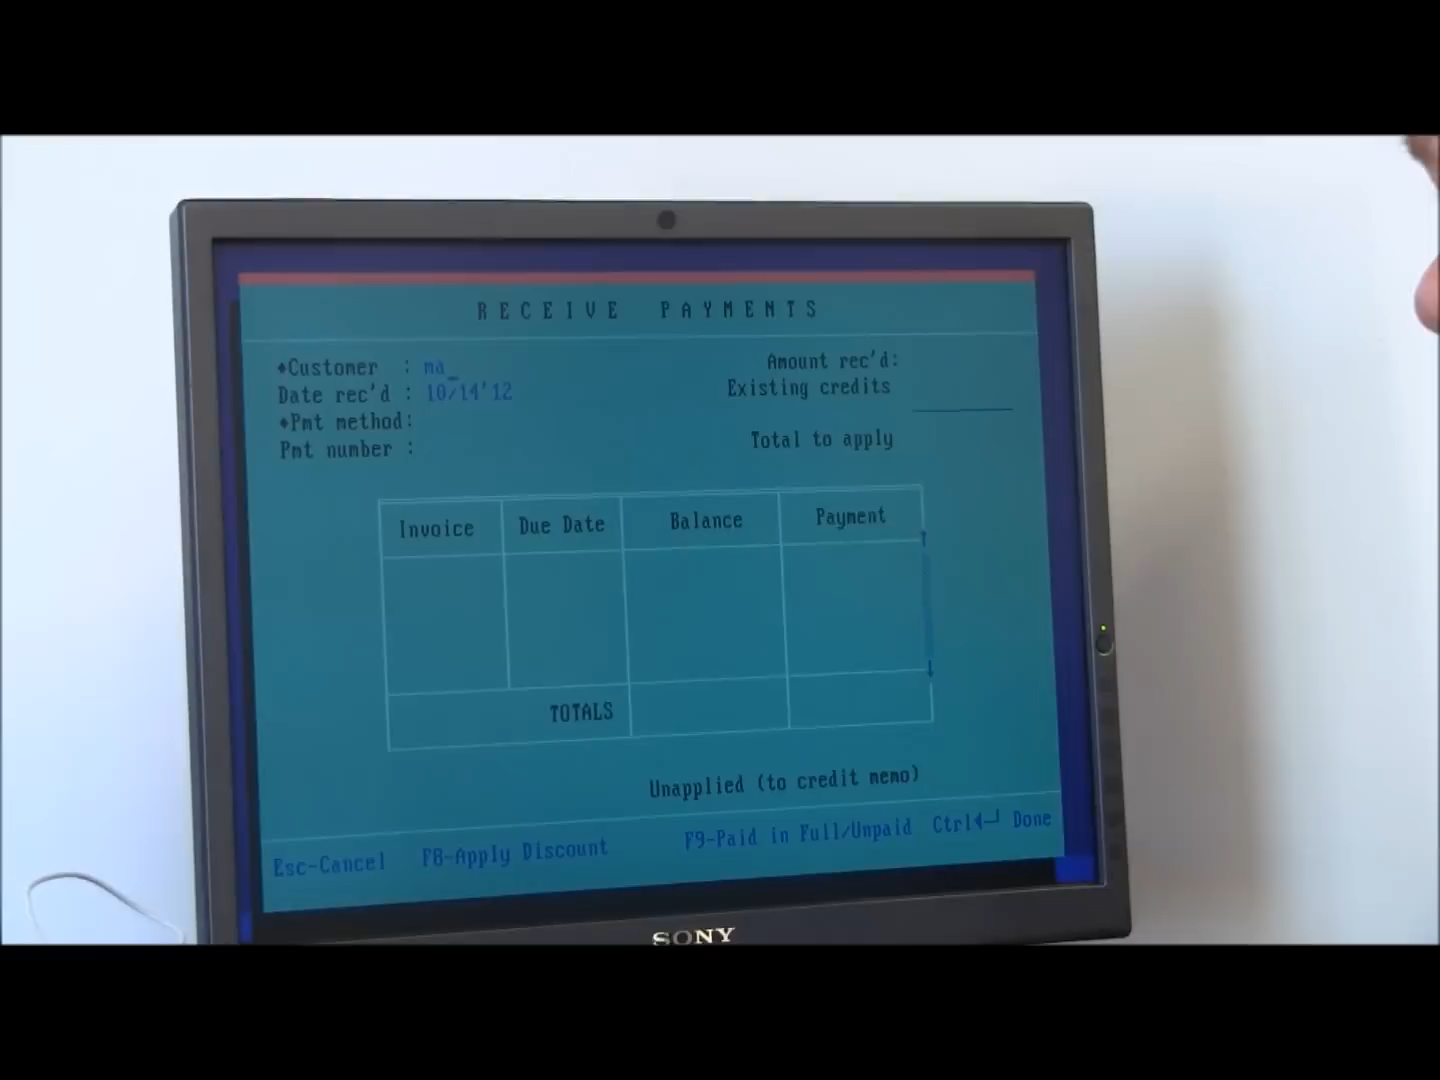 RECEIVE PAYMENTS
♦Customer : ma_
Amount rec'd:
Date rec'd : 10/14'12
Existing credits
♦Pmt method:
Total to apply
Pmt number :
Invoice Due Date Balance Payment
TOTALS
Unapplied (to credit memo)
Esc-Cancel F8-Apply Discount F9-Paid in Full/Unpaid Ctrl◄─┘ Done
SONY